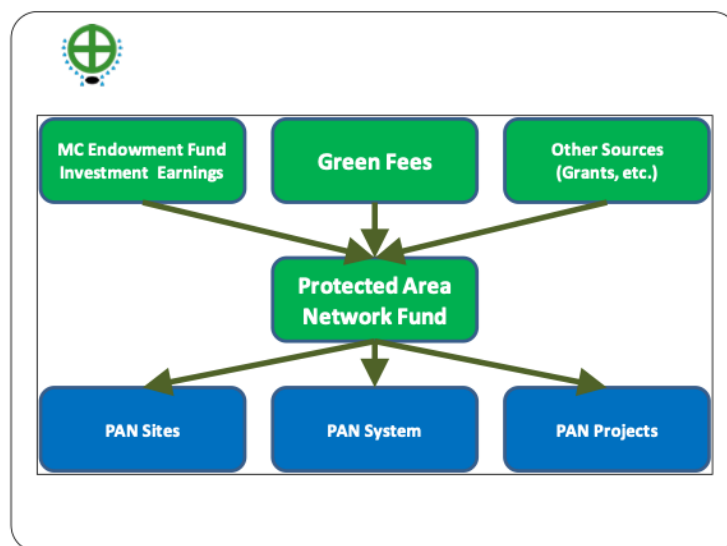 MC Endowment Fund
Investment Earnings
Green Fees
Other Sources
(Grants, etc.)
Protected Area
Network Fund
PAN Sites
PAN System
PAN Projects